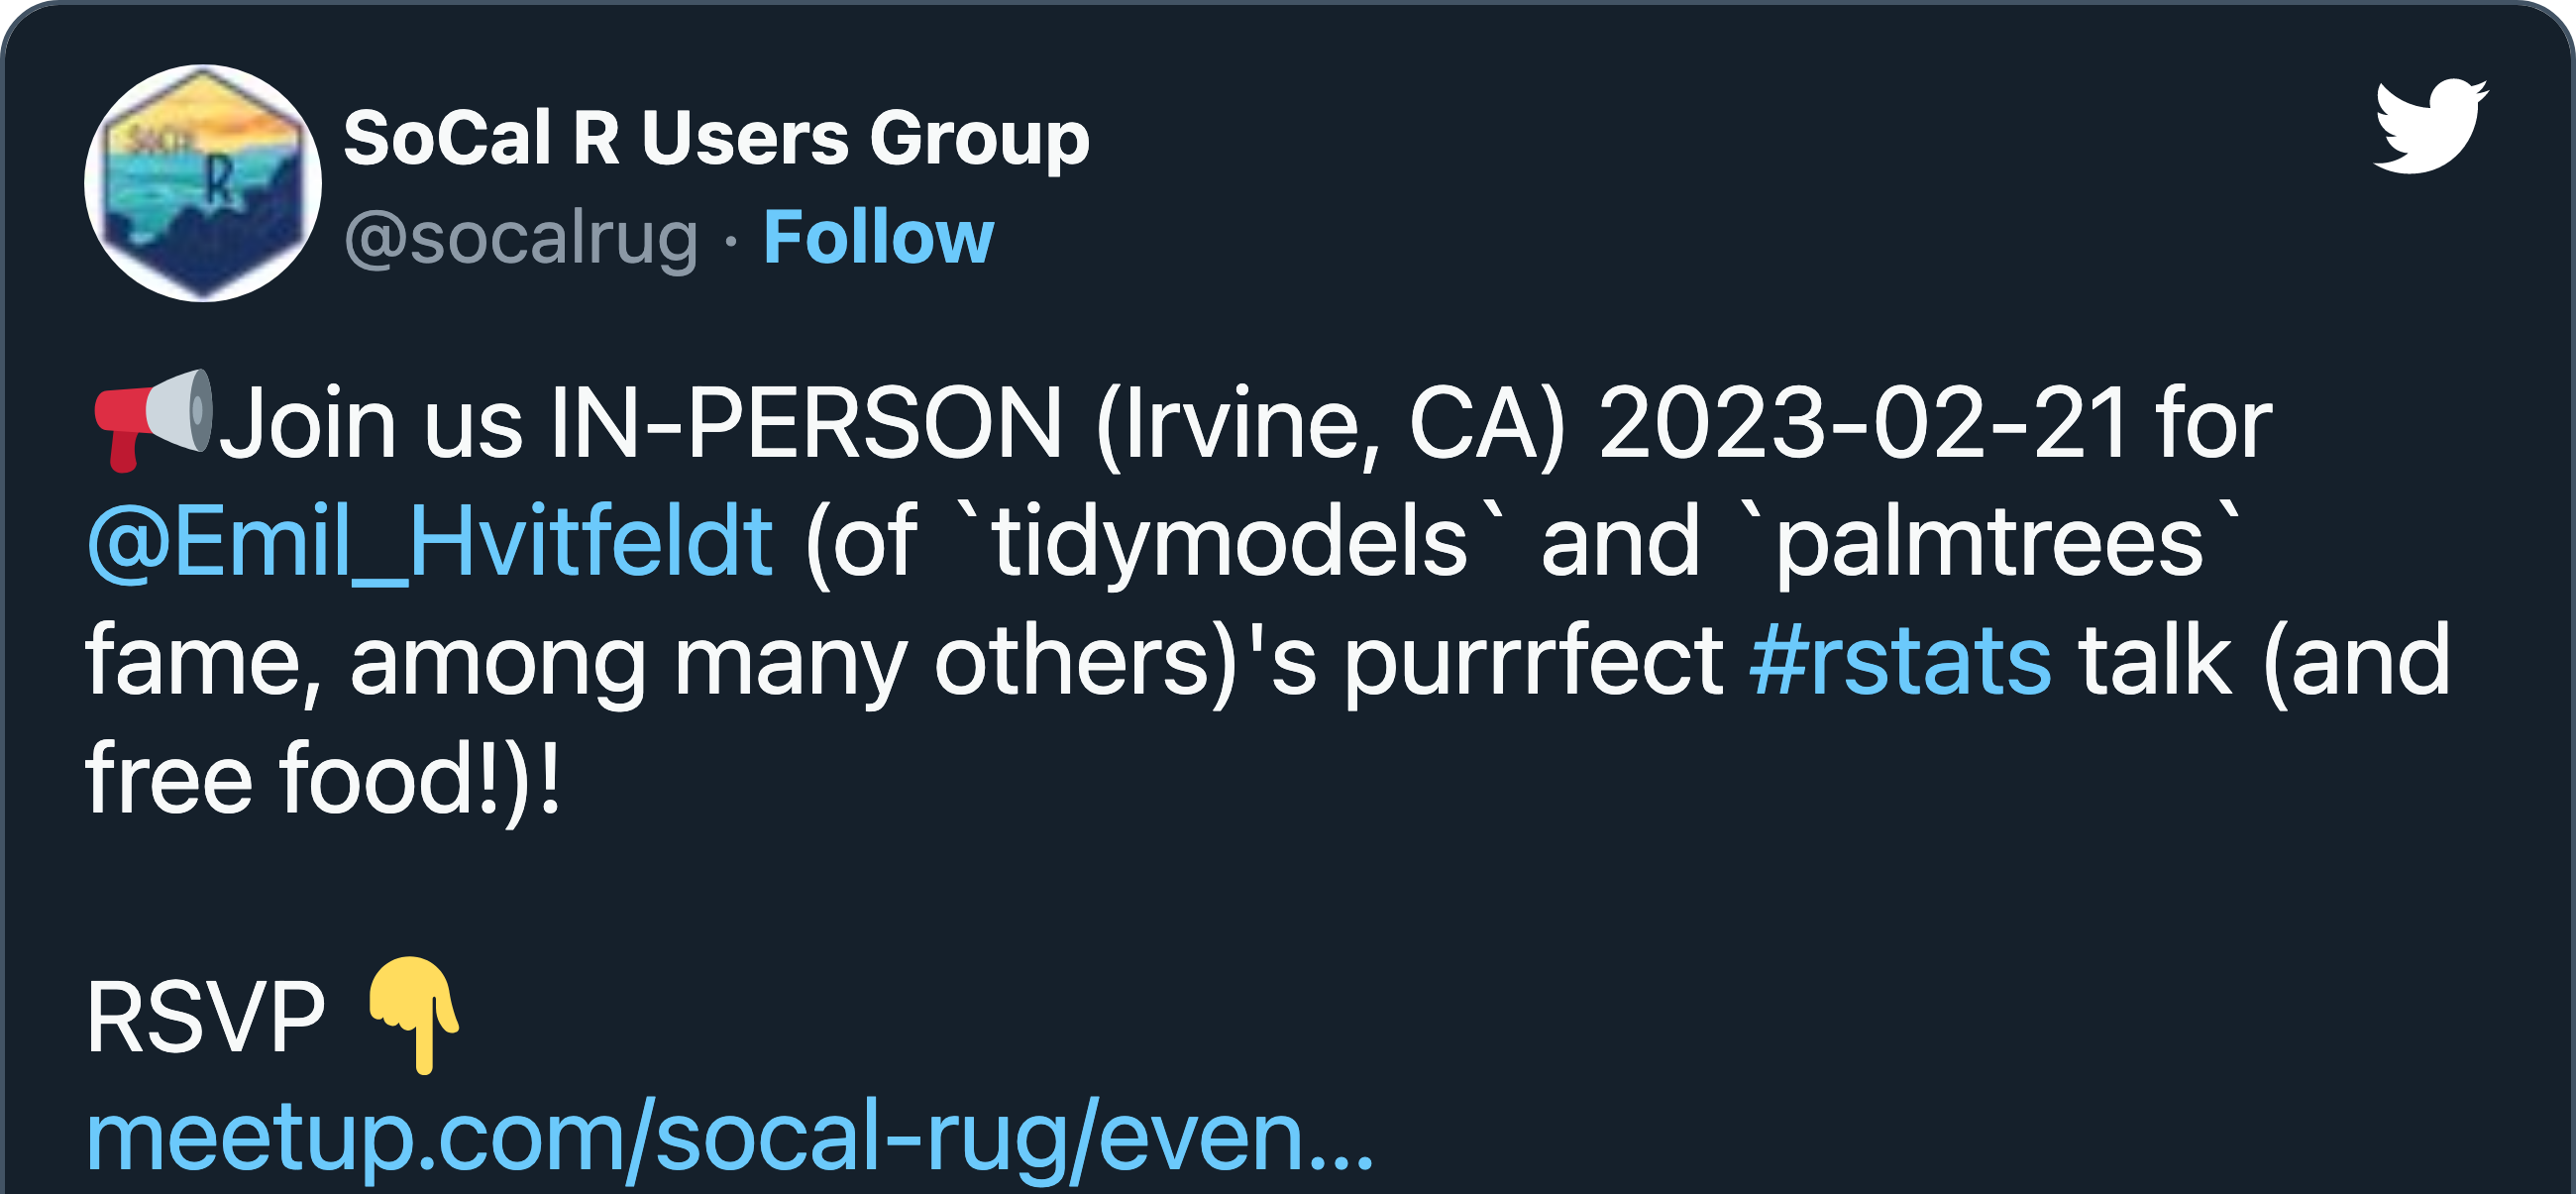 SoCal R
SoCal R Users Group
@socalrug · Follow
📢Join us IN-PERSON (Irvine, CA) 2023-02-21 for
@Emil_Hvitfeldt (of `tidymodels` and `palmtrees`
fame, among many others)'s purrrfect #rstats talk (and
free food!)!
RSVP 👇
meetup.com/socal-rug/even…